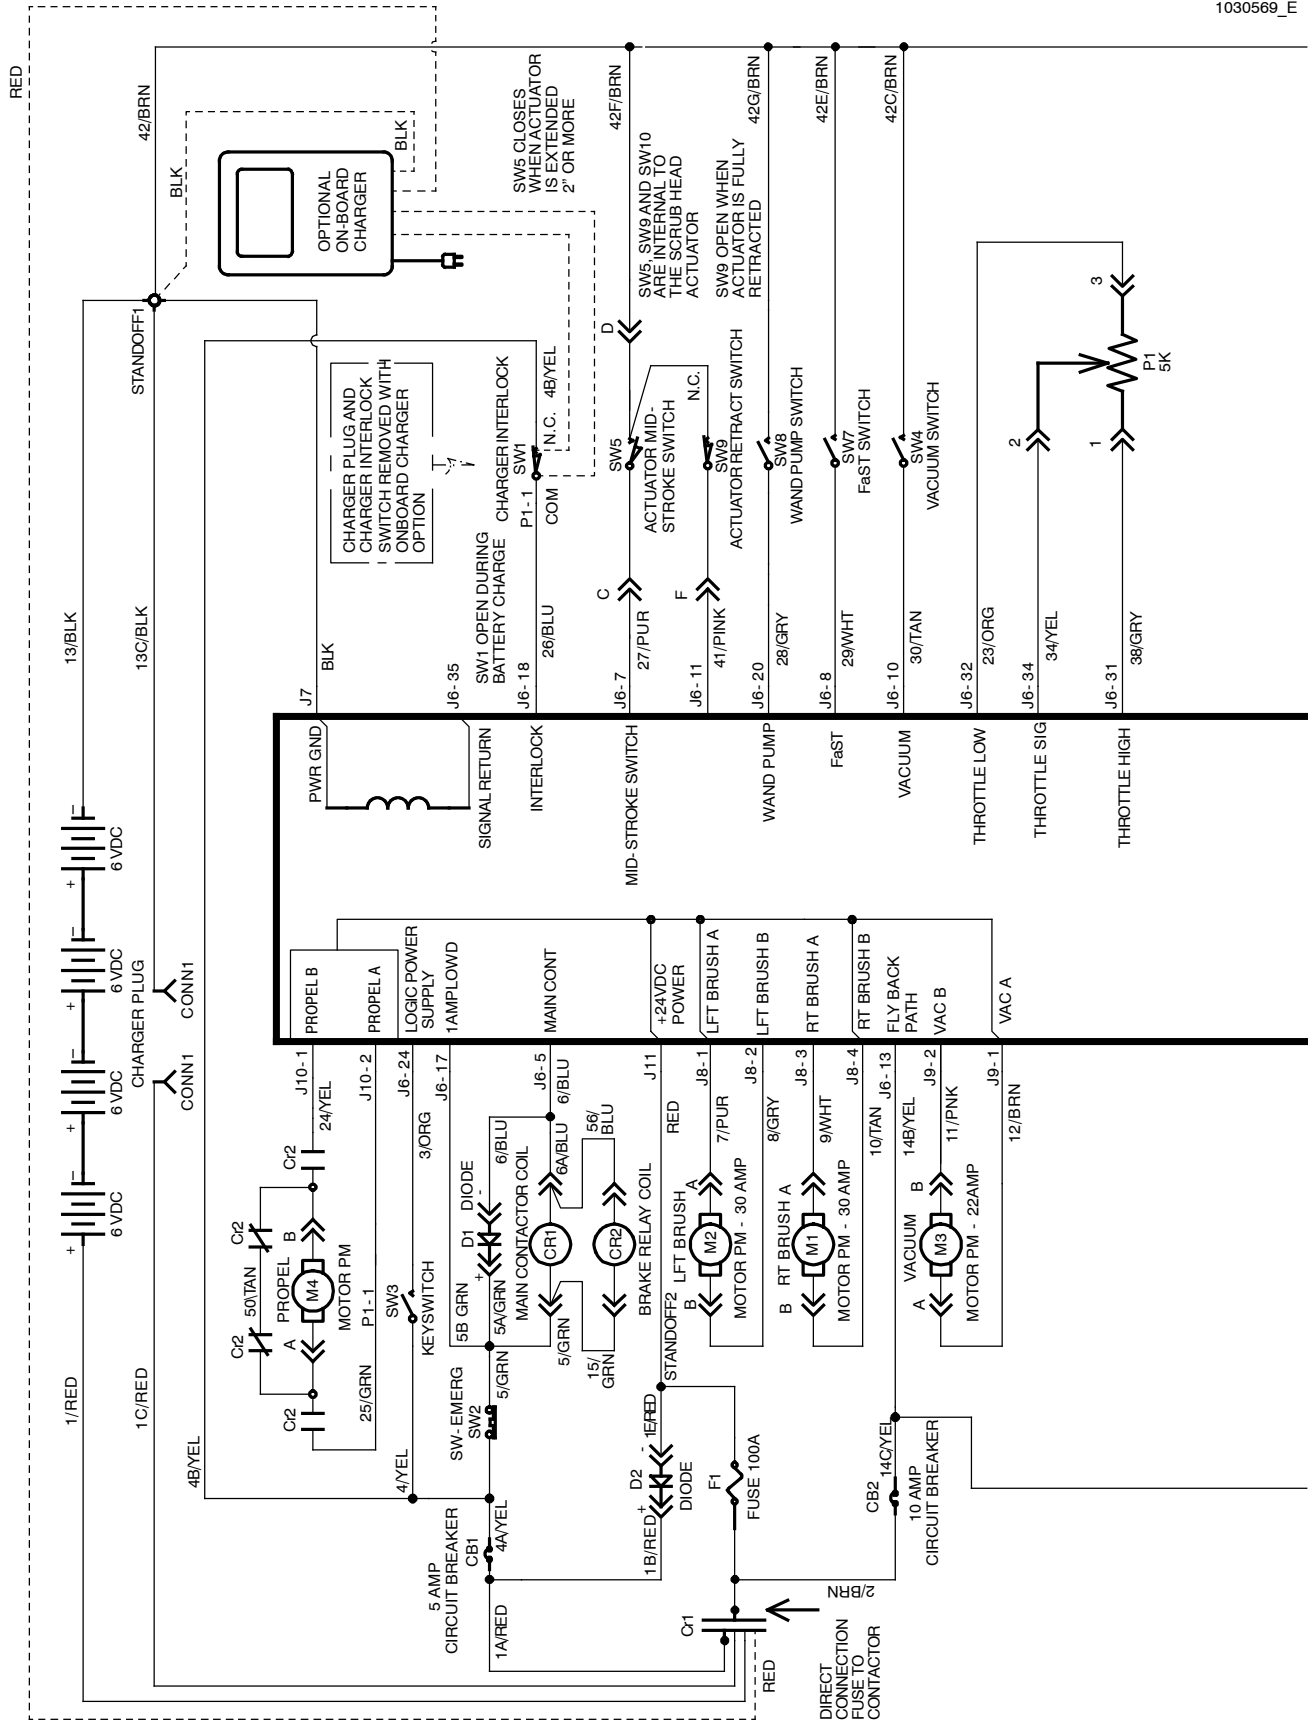 1030569_E
RED
42/BRN
BLK
BLK
OPTIONAL
ON-BOARD
CHARGER
SW5 CLOSES
WHEN ACTUATOR
IS EXTENDED
2" OR MORE
42F/BRN
SW5, SW9 AND SW10
ARE INTERNAL TO
THE SCRUB HEAD
ACTUATOR
42G/BRN
SW9 OPEN WHEN
ACTUATOR IS FULLY
RETRACTED
42E/BRN
42C/BRN
STANDOFF1
CHARGER PLUG AND
CHARGER INTERLOCK
SWITCH REMOVED WITH
ONBOARD CHARGER
OPTION
CHARGER INTERLOCK
SW1
N.C.
4B/YEL
P1-1
COM
D
SW5
ACTUATOR MID-
STROKE SWITCH
N.C.
SW9
ACTUATOR RETRACT SWITCH
SW8
WAND PUMP SWITCH
SW7
FaST SWITCH
SW4
VACUUM SWITCH
3
P1
5K
2
1
13/BLK
13C/BLK
BLK
J7
J6-35
SW1 OPEN DURING
BATTERY CHARGE
26/BLU
J6-18
C
27/PUR
J6-7
F
41/PINK
J6-11
28/GRY
J6-20
29/WHT
J6-8
30/TAN
J6-10
23/ORG
J6-32
34/YEL
J6-34
38/GRY
J6-31
PWR GND
SIGNAL RETURN
INTERLOCK
MID-STROKE SWITCH
WAND PUMP
FaST
VACUUM
THROTTLE LOW
THROTTLE SIG
THROTTLE HIGH
+
-
6 VDC
+
-
6 VDC
+
-
6 VDC
+
-
6 VDC
CHARGER PLUG
CONN1
CONN1
PROPEL B
PROPEL A
LOGIC POWER
SUPPLY
1AMPLOWD
MAIN CONT
+24VDC
POWER
LFT BRUSH A
LFT BRUSH B
RT BRUSH A
RT BRUSH B
FLY BACK
PATH
VAC B
VAC A
J10-1
J10-2
J6-24
J6-17
J6-5
J11
J8-1
J8-2
J8-3
J8-4
J6-13
J9-2
J9-1
24/YEL
3/ORG
6/BLU
6/BLU
6A/BLU
56/
BLU
RED
7/PUR
8/GRY
9/WHT
10/TAN
14B/YEL
11/PNK
12/BRN
Cr2
Cr2
50\TAN
Cr2
Cr2
PROPEL
M4
MOTOR PM
A
B
P1-1
25/GRN
SW3
KEYSWITCH
DIODE
D1
-
+
5B GRN
5A/GRN
MAIN CONTACTOR COIL
CR1
CR2
BRAKE RELAY COIL
5/GRN
15/
GRN
SW-EMERG
SW2
5/GRN
STANDOFF2
LFT BRUSH
A
B
M2
MOTOR PM - 30 AMP
RT BRUSH A
B
M1
MOTOR PM - 30 AMP
VACUUM
B
A
M3
MOTOR PM - 22AMP
1/RED
1C/RED
4B/YEL
4/YEL
4A/YEL
5 AMP
CIRCUIT BREAKER
CB1
1A/RED
1B/RED
+
D2
-
DIODE
F1
FUSE 100A
CB2
14C/YEL
10 AMP
CIRCUIT BREAKER
2/BRN
Cr1
RED
DIRECT
CONNECTION
FUSE TO
CONTACTOR